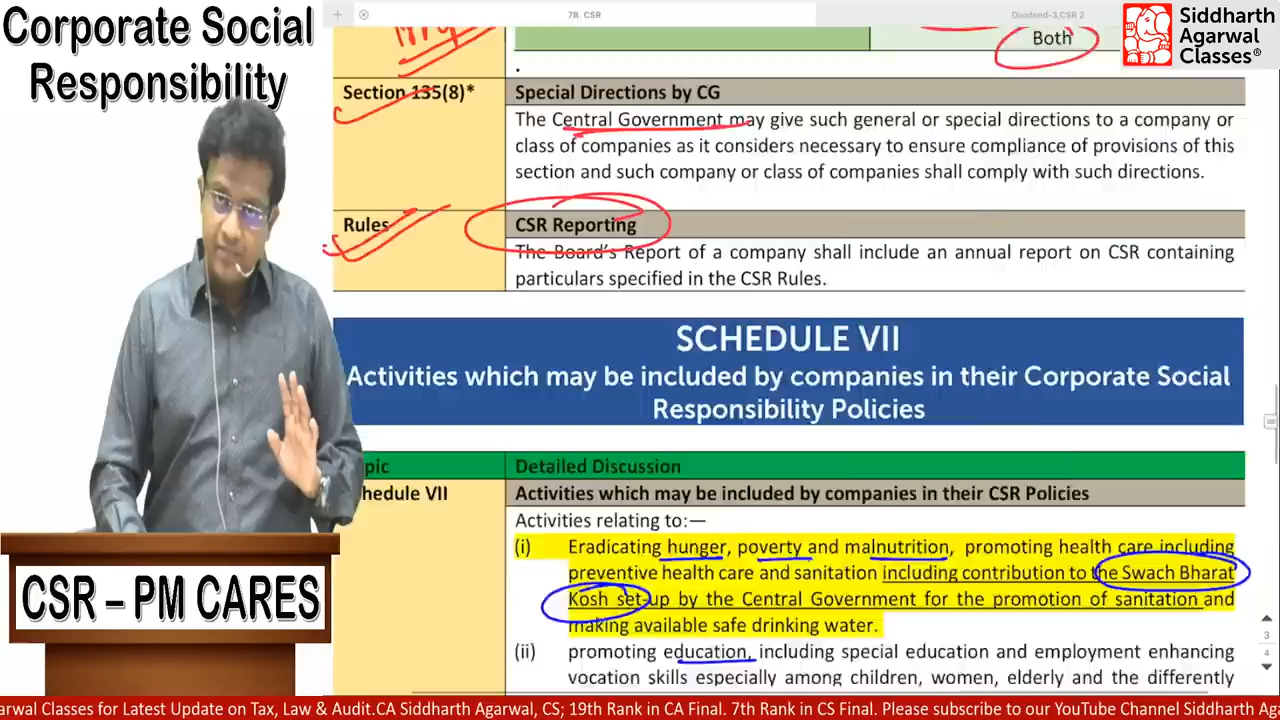 Corporate Social
Responsibility
7B. CSR
Dividend-3,CSR 2
Siddharth
Agarwal
Classes®
Both
.
Section 135(8)*
Special Directions by CG
The Central Government may give such general or special directions to a company or
class of companies as it considers necessary to ensure compliance of provisions of this
section and such company or class of companies shall comply with such directions.
Rules
CSR Reporting
The Board's Report of a company shall include an annual report on CSR containing
particulars specified in the CSR Rules.
SCHEDULE VII
Activities which may be included by companies in their Corporate Social
Responsibility Policies
pic
Detailed Discussion
hedule VII
Activities which may be included by companies in their CSR Policies
Activities relating to:—
(i) Eradicating hunger, poverty and malnutrition, promoting health care including
preventive health care and sanitation including contribution to the Swach Bharat
Kosh set-up by the Central Government for the promotion of sanitation and
making available safe drinking water.
(ii) promoting education, including special education and employment enhancing
vocation skills especially among children, women, elderly and the differently
3
4
CSR – PM CARES
arwal Classes for Latest Update on Tax, Law & Audit.CA Siddharth Agarwal, CS; 19th Rank in CA Final. 7th Rank in CS Final. Please subscribe to our YouTube Channel Siddharth Ag